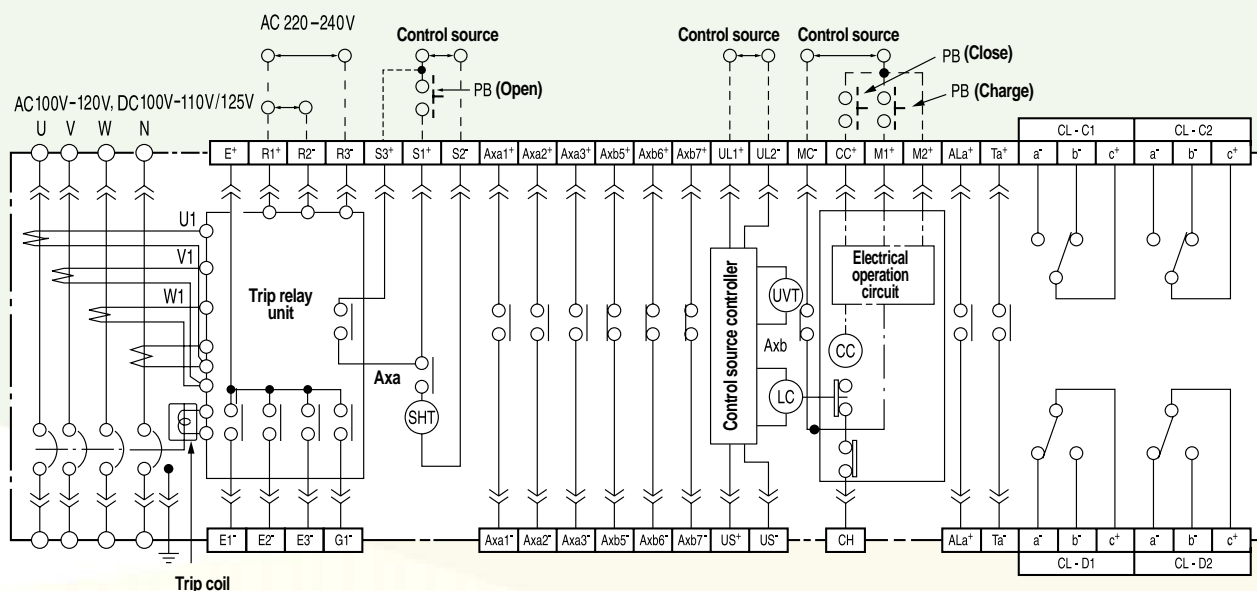 AC 220–240V
Control source
Control source
Control source
PB (Close)
PB (Open)
PB (Charge)
AC100V–120V, DC100V–110V/125V
U V W N
CL - C1 CL - C2
E⁺ R1⁺ R2⁻ R3⁻ S3⁺ S1⁺ S2⁻ Axa1⁺ Axa2⁺ Axa3⁺ Axb5⁺ Axb6⁺ Axb7⁺ UL1⁺ UL2⁻ MC⁻ CC⁺ M1⁺ M2⁺ ALa⁺ Ta⁺ a⁻ b⁻ c⁺ a⁻ b⁻ c⁺
U1
V1
W1
Trip relay
unit
Axa
SHT
Control source controller
UVT
Axb
LC
Electrical
operation
circuit
CC
E1⁻ E2⁻ E3⁻ G1⁻ Axa1⁻ Axa2⁻ Axa3⁻ Axb5⁻ Axb6⁻ Axb7⁻ US⁺ US⁻ CH ALa⁺ Ta⁻ a⁻ b⁻ c⁺ a⁻ b⁻ c⁺
CL - D1 CL - D2
Trip coil